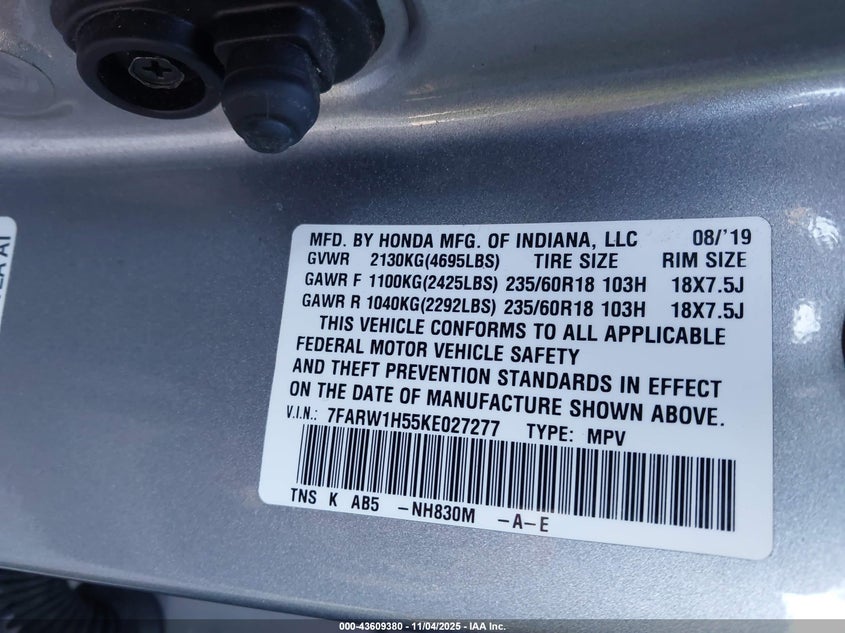 MFD. BY HONDA MFG. OF INDIANA, LLC 08/'19
GVWR 2130KG(4695LBS) TIRE SIZE RIM SIZE
GAWR F 1100KG(2425LBS) 235/60R18 103H 18X7.5J
GAWR R 1040KG(2292LBS) 235/60R18 103H 18X7.5J
THIS VEHICLE CONFORMS TO ALL APPLICABLE
FEDERAL MOTOR VEHICLE SAFETY
AND THEFT PREVENTION STANDARDS IN EFFECT
ON THE DATE OF MANUFACTURE SHOWN ABOVE.
V.I.N.: 7FARW1H55KE027277 TYPE: MPV
TNS K AB5 -NH830M -A-E
000-43609380 - 11/04/2025 - IAA Inc.